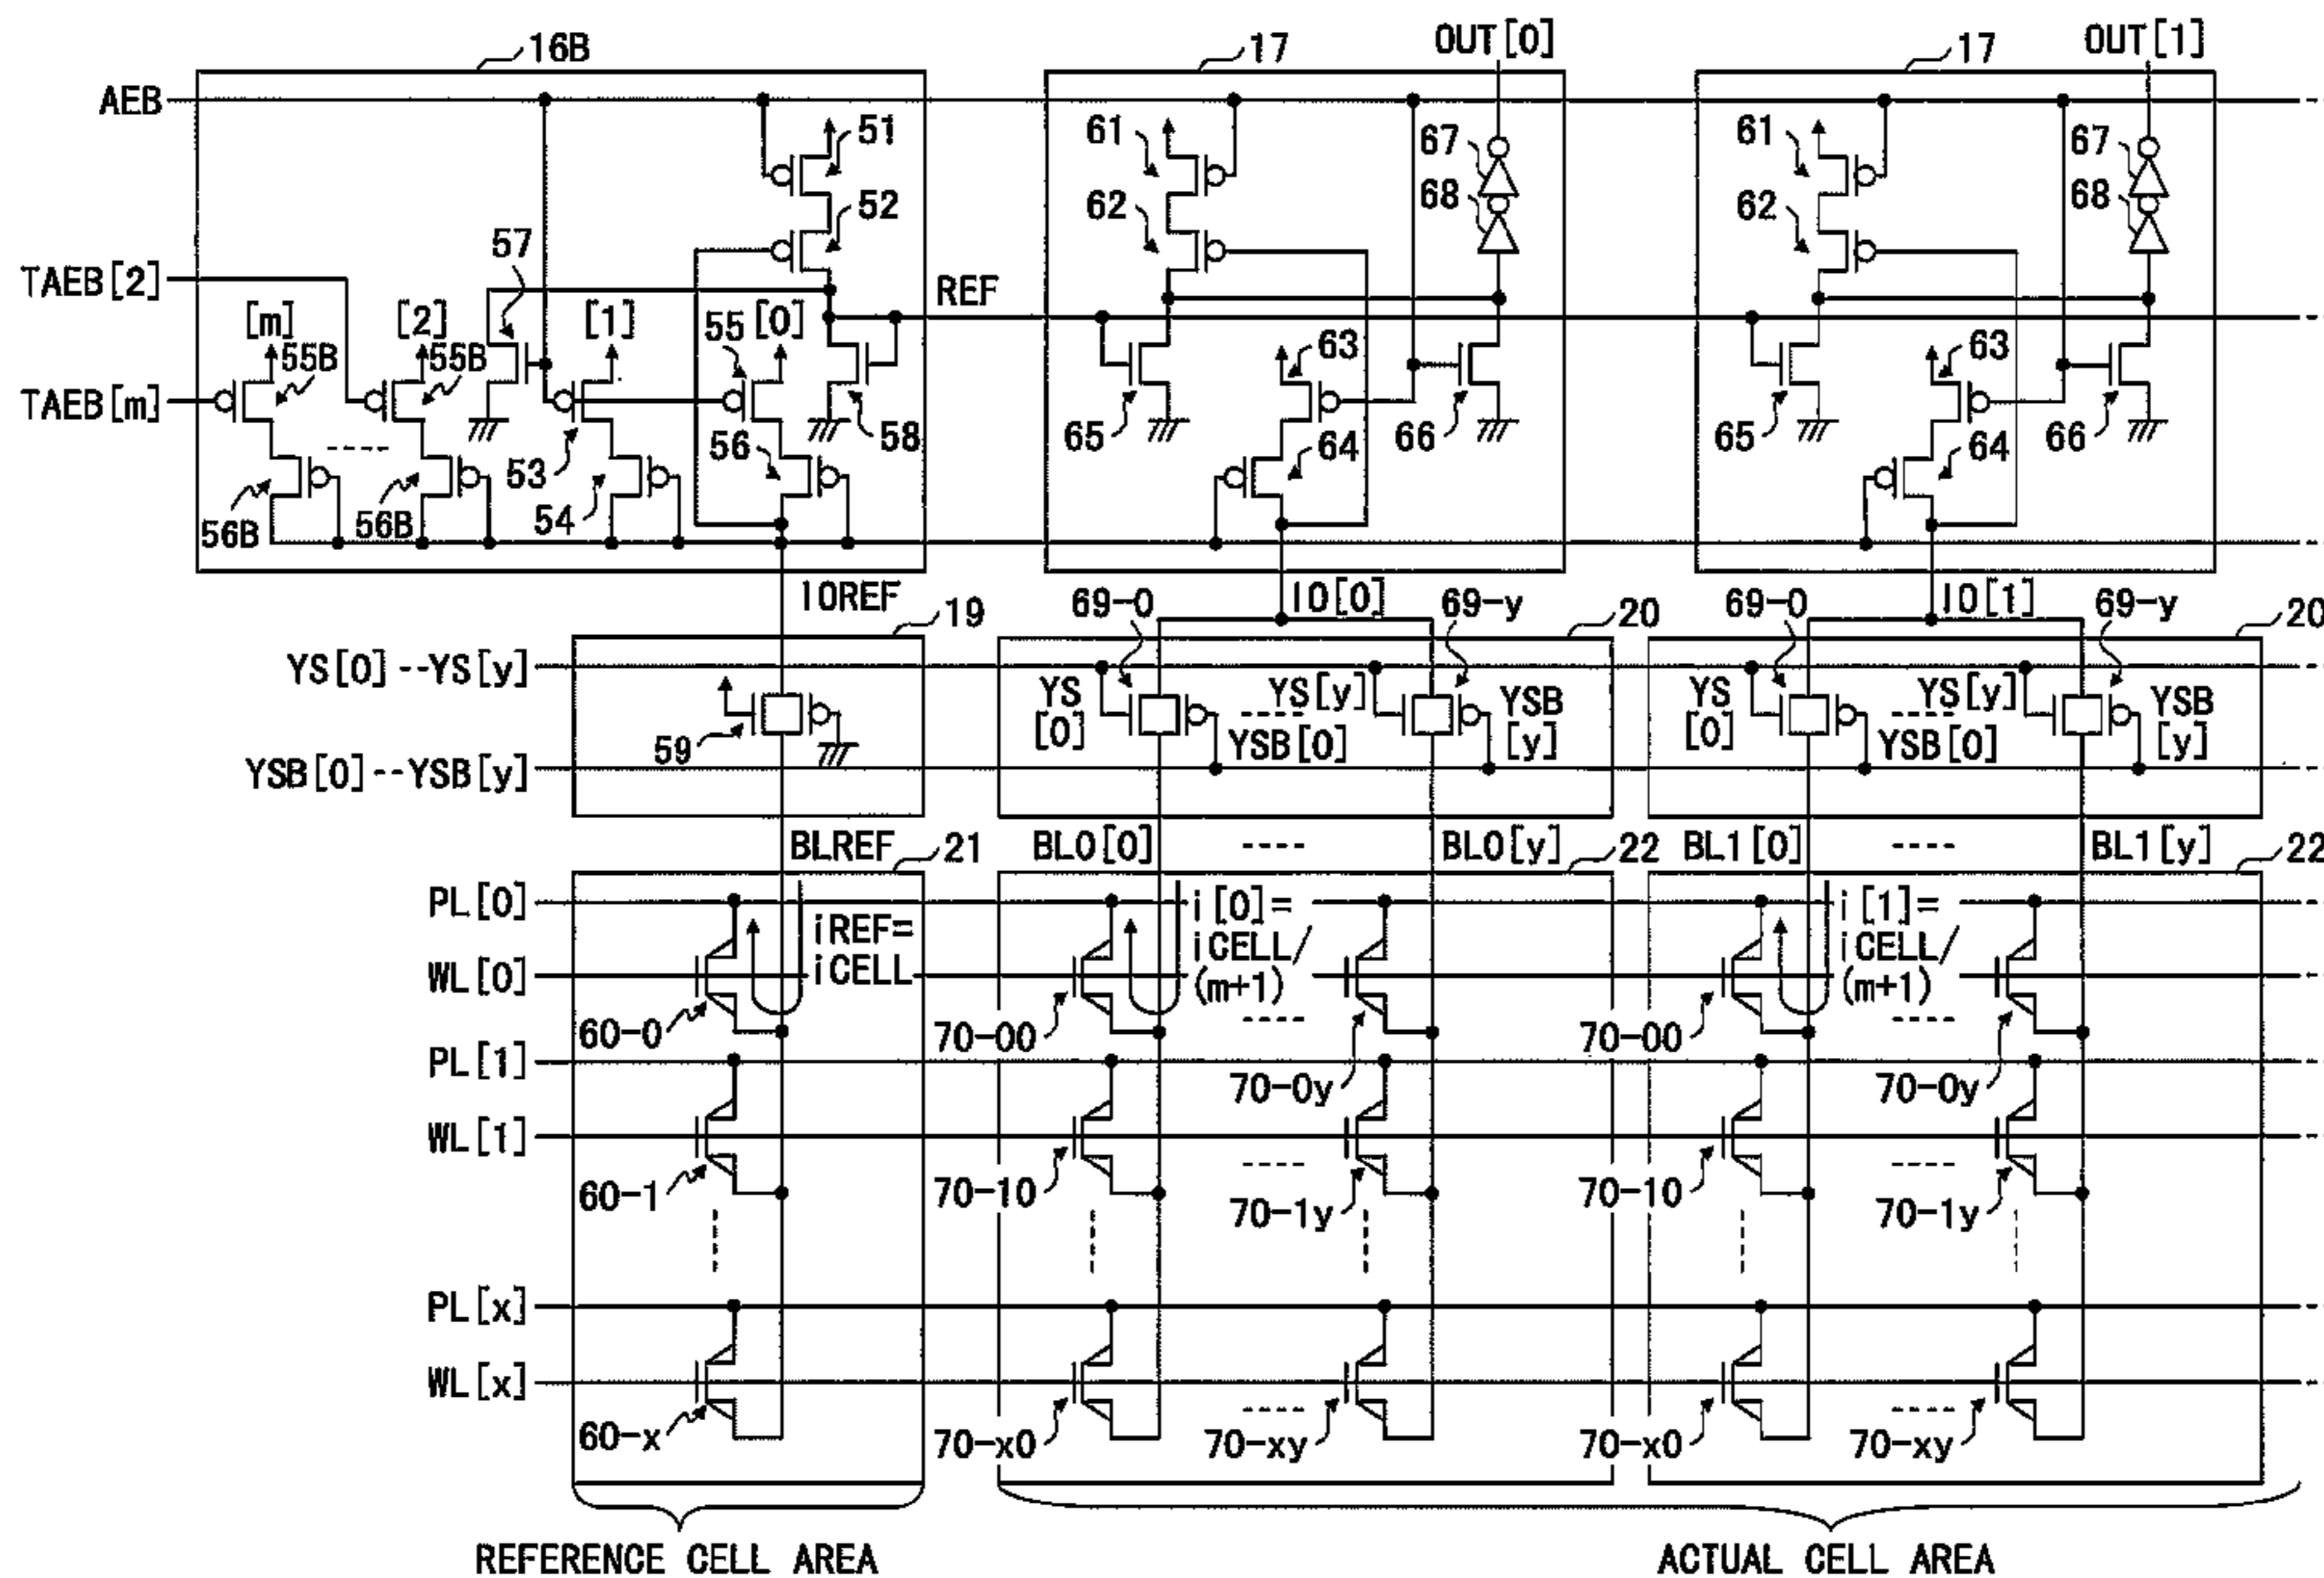 16B
17
OUT[0]
17
OUT[1]
AEB
51
61
67
61
67
52
62
68
62
68
57
TAEB[2]
REF
[m]
[2]
[1]
55
[0]
55B
55B
63
63
TAEB[m]
58
65
66
65
66
53
56
64
64
56B
56B
54
IOREF
69-0
IO[0]
69-y
69-0
IO[1]
69-y
19
20
20
YS[0]--YS[y]
YS
[0]
YS[y]
YSB
[y]
YS
[0]
YS[y]
YSB
[y]
59
YSB[0]
YSB[0]
YSB[0]--YSB[y]
BLREF
21
BL0[0]
----
BL0[y]
22
BL1[0]
----
BL1[y]
22
PL[0]
iREF=
iCELL
i[0]=
iCELL/
(m+1)
i[1]=
iCELL/
(m+1)
WL[0]
60-0
70-00
70-00
PL[1]
70-0y
70-0y
WL[1]
60-1
70-10
70-1y
70-10
70-1y
PL[x]
WL[x]
60-x
70-x0
70-xy
70-x0
70-xy
REFERENCE CELL AREA
ACTUAL CELL AREA